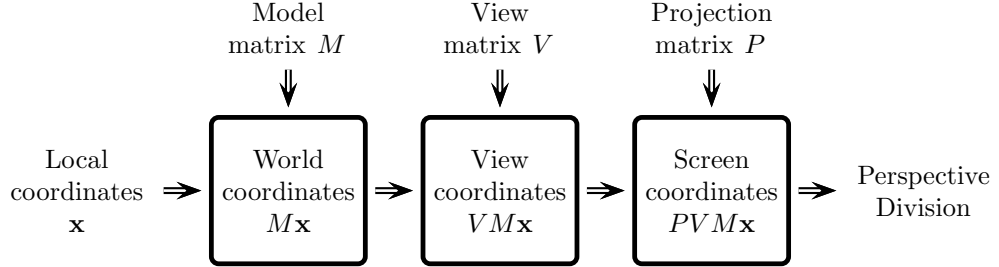 Model
matrix M
View
matrix V
Projection
matrix P
Local
coordinates
x
World
coordinates
Mx
View
coordinates
VMx
Screen
coordinates
PVMx
Perspective
Division